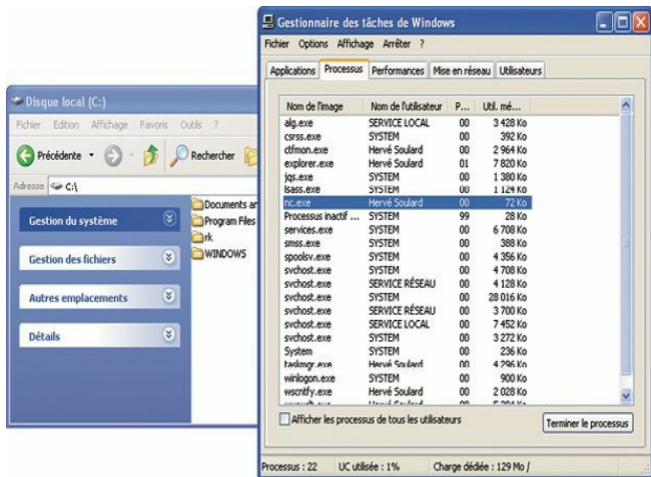 Disque local (C:)
Fichier Edition Affichage Favoris Outils ?
Précédente Rechercher
Adresse C:\
Gestion du système
Gestion des fichiers
Autres emplacements
Détails
Documents ar
Program Files
rk
WINDOWS
Gestionnaire des tâches de Windows
Fichier Options Affichage Arrêter ?
Applications Processus Performances Mise en réseau Utilisateurs
Nom de l'image Nom de l'utilisateur P... Util. mé...
alg.exe SERVICE LOCAL 00 3 428 Ko
csrss.exe SYSTEM 00 392 Ko
ctfmon.exe Hervé Soulard 00 2 964 Ko
explorer.exe Hervé Soulard 01 7 820 Ko
jqs.exe SYSTEM 00 1 380 Ko
lsass.exe SYSTEM 00 1 124 Ko
nc.exe Hervé Soulard 00 72 Ko
Processus inactif ... SYSTEM 99 28 Ko
services.exe SYSTEM 00 6 708 Ko
smss.exe SYSTEM 00 388 Ko
spoolsv.exe SYSTEM 00 4 356 Ko
svchost.exe SYSTEM 00 4 708 Ko
svchost.exe SERVICE RÉSEAU 00 4 128 Ko
svchost.exe SYSTEM 00 28 016 Ko
svchost.exe SERVICE RÉSEAU 00 3 700 Ko
svchost.exe SERVICE LOCAL 00 7 452 Ko
svchost.exe SYSTEM 00 3 272 Ko
System SYSTEM 00 236 Ko
taskmgr.exe Hervé Soulard 00 4 296 Ko
winlogon.exe SYSTEM 00 900 Ko
wscntfy.exe Hervé Soulard 00 2 028 Ko
Afficher les processus de tous les utilisateurs
Terminer le processus
Processus : 22 UC utilisée : 1% Charge dédiée : 129 Mo /